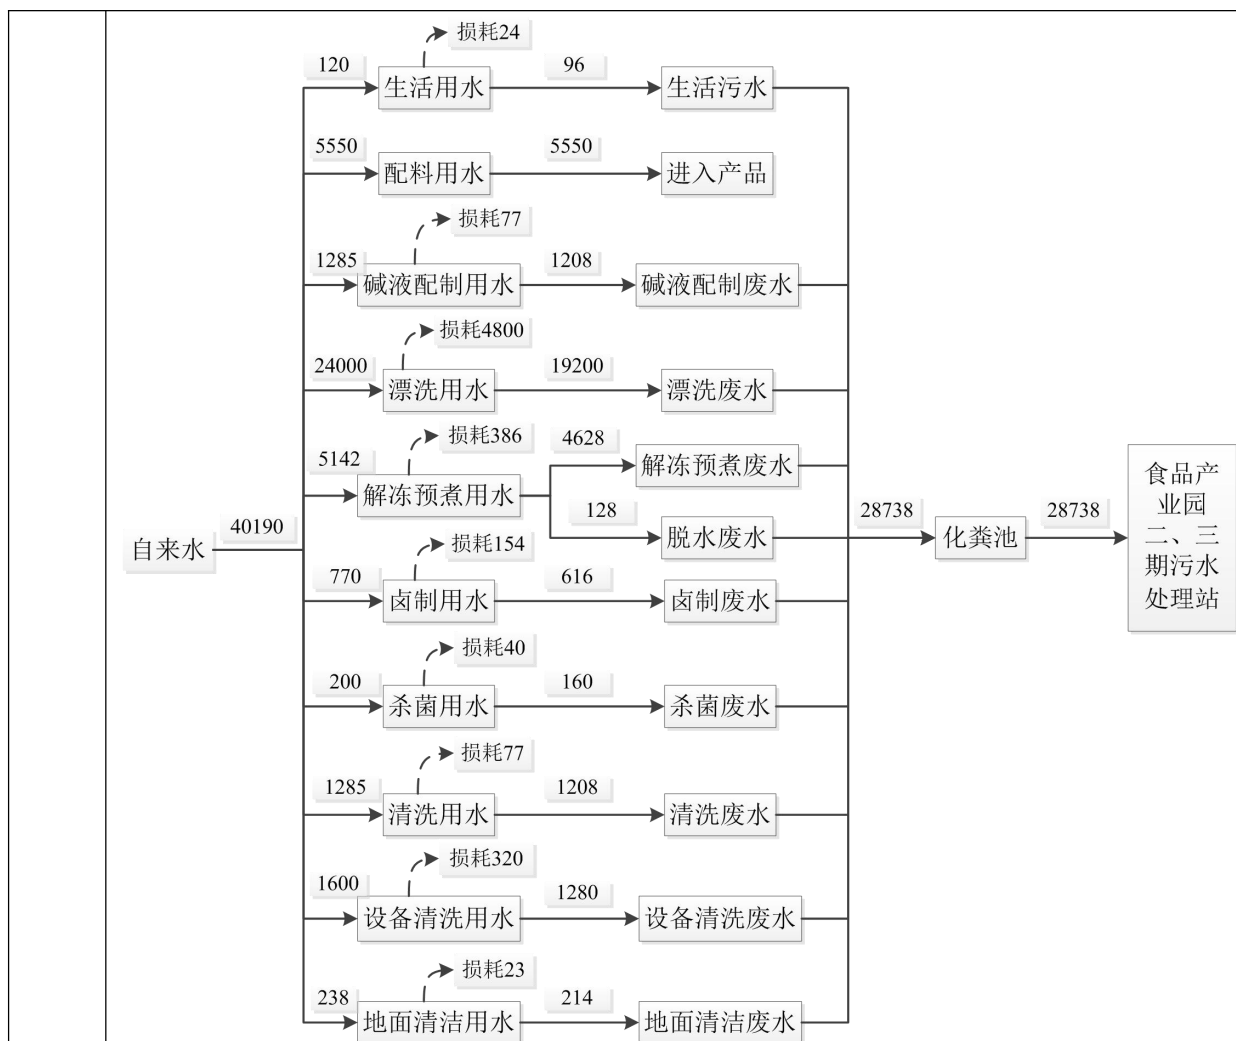 损耗24
120
96
生活用水
生活污水
5550
5550
配料用水
进入产品
损耗77
1285
1208
碱液配制用水
碱液配制废水
损耗4800
24000
19200
漂洗用水
漂洗废水
损耗386
5142
4628
解冻预煮用水
解冻预煮废水
128
脱水废水
自来水
40190
28738
化粪池
28738
食品产
业园
二、三
期污水
处理站
损耗154
770
616
卤制用水
卤制废水
损耗40
200
160
杀菌用水
杀菌废水
损耗77
1285
1208
清洗用水
清洗废水
损耗320
1600
1280
设备清洗用水
设备清洗废水
损耗23
238
214
地面清洁用水
地面清洁废水